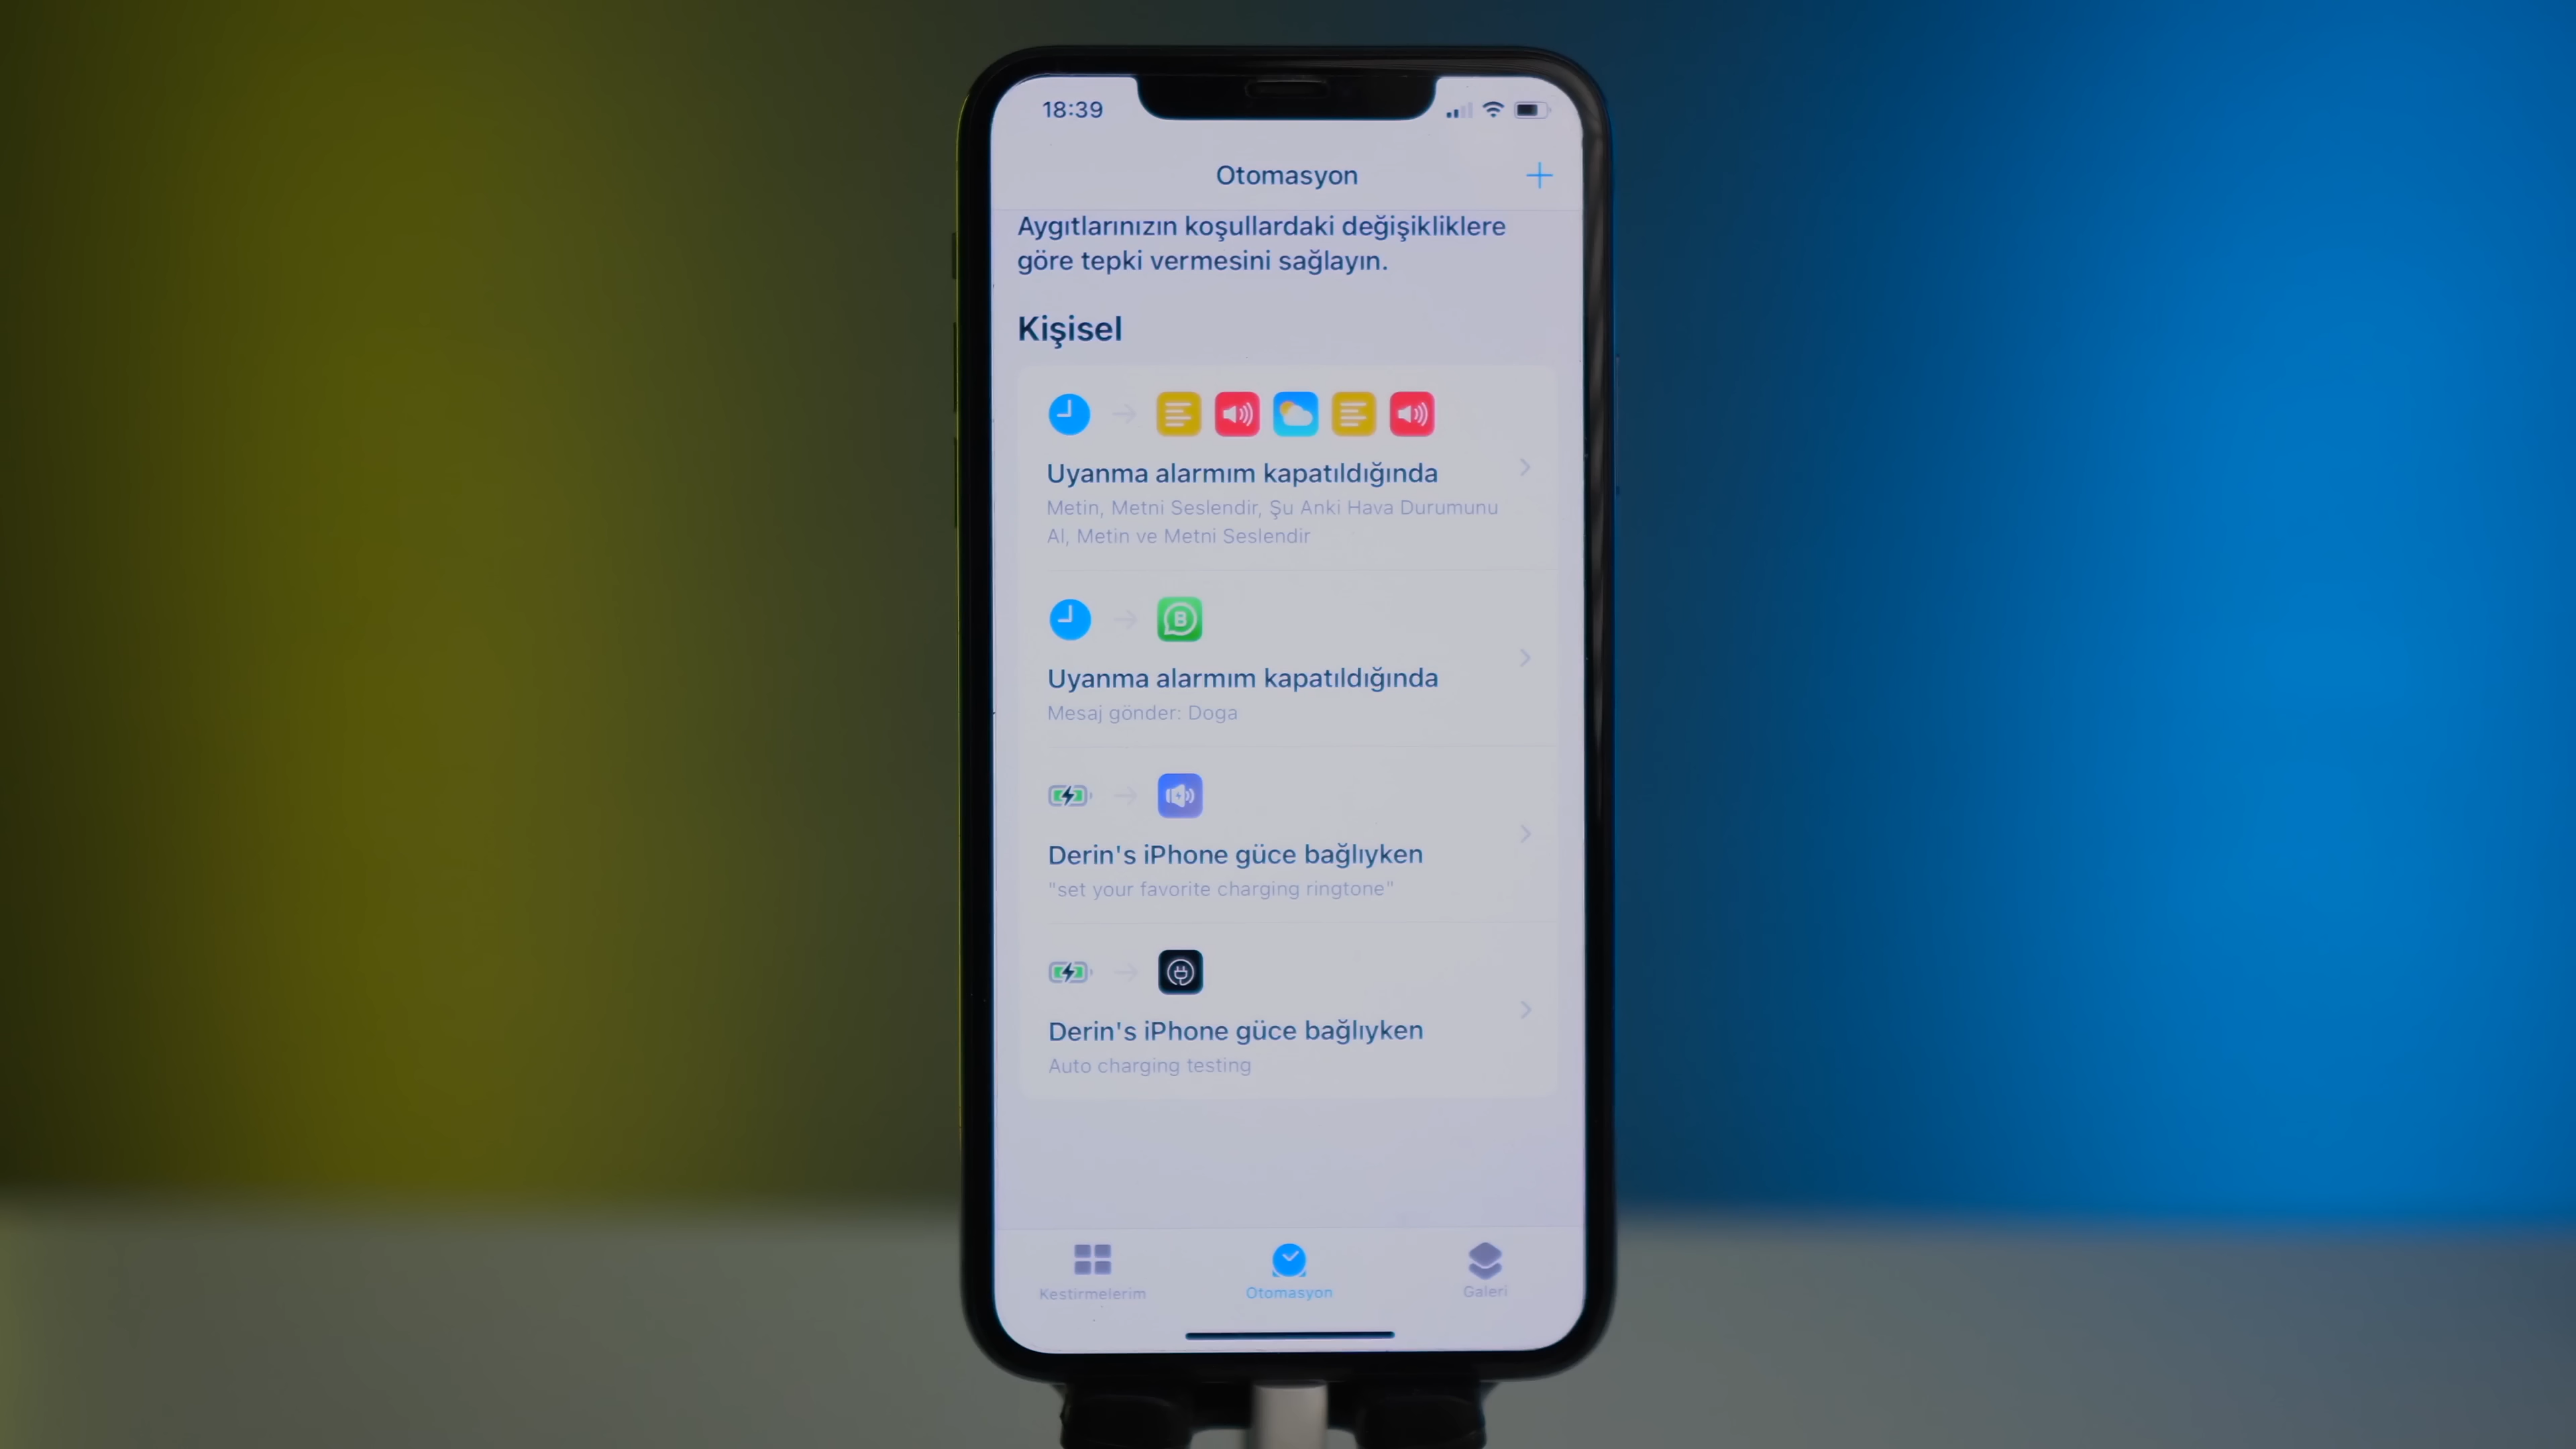 18:39
Otomasyon
Aygıtlarınızın koşullardaki değişikliklere
göre tepki vermesini sağlayın.
Kişisel
Uyanma alarmım kapatıldığında
Metin, Metni Seslendir, Şu Anki Hava Durumunu
Al, Metin ve Metni Seslendir
B
Uyanma alarmım kapatıldığında
Mesaj gönder: Doga
Derin's iPhone güce bağlıyken
"set your favorite charging ringtone"
Derin's iPhone güce bağlıyken
Auto charging testing
Kestirmelerim
Otomasyon
Galeri